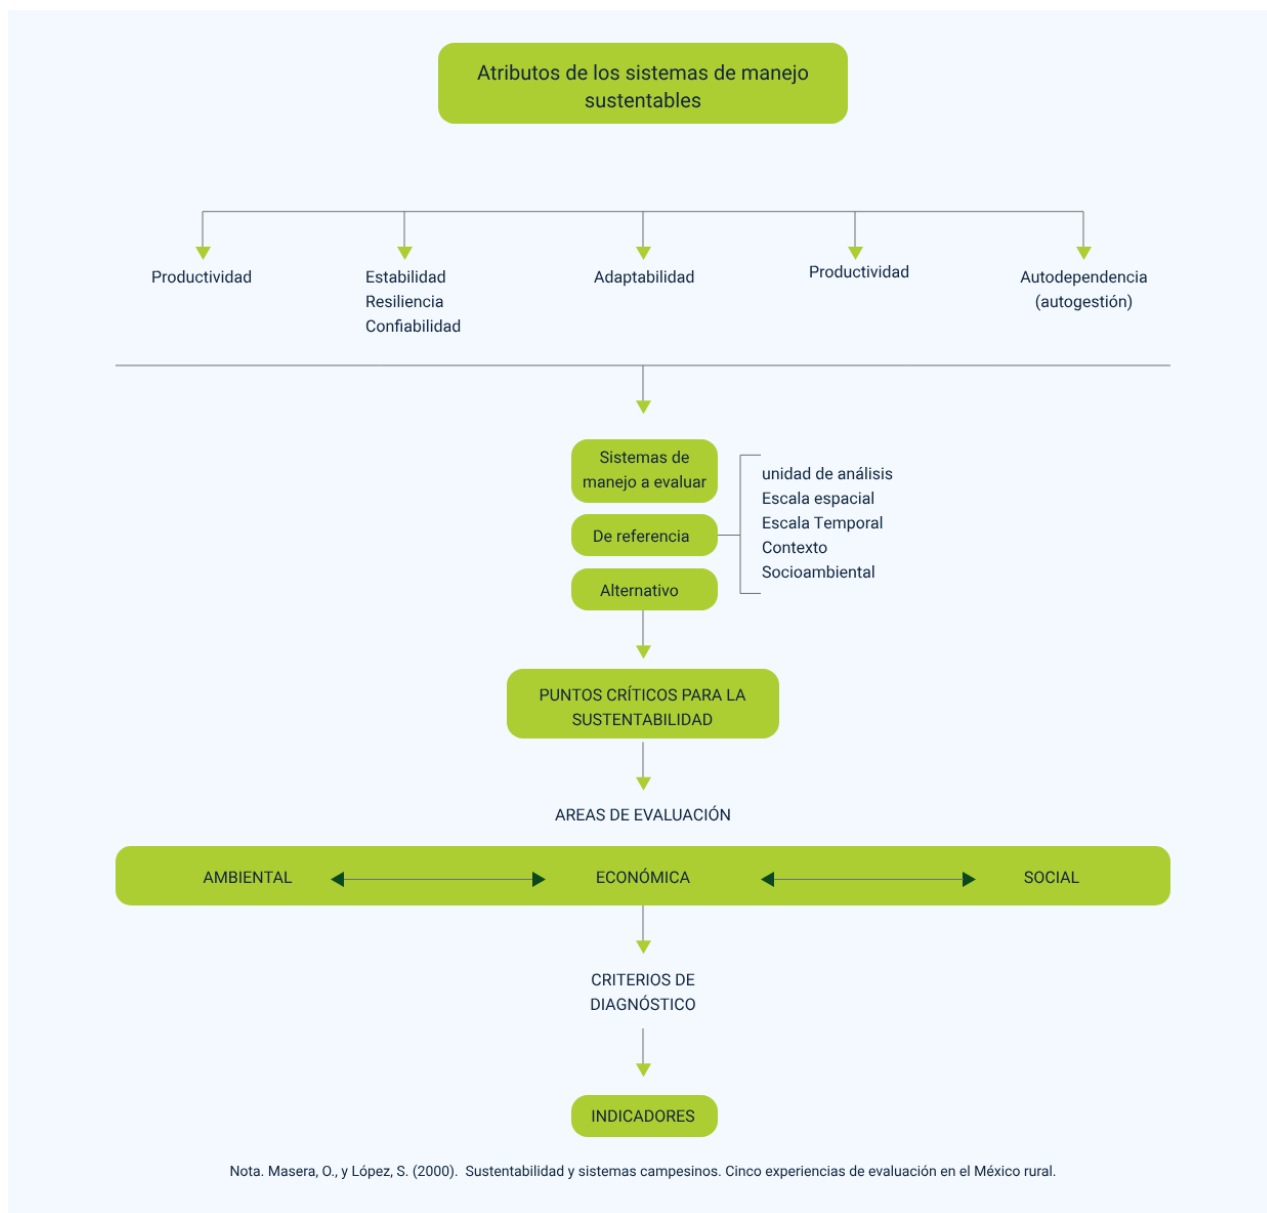 Atributos de los sistemas de manejo
sustentables
Productividad
Estabilidad
Resiliencia
Confiabilidad
Adaptabilidad
Productividad
Autodependencia
(autogestión)
Sistemas de
manejo a evaluar
De referencia
Alternativo
unidad de análisis
Escala espacial
Escala Temporal
Contexto
Socioambiental
PUNTOS CRÍTICOS PARA LA
SUSTENTABILIDAD
AREAS DE EVALUACIÓN
AMBIENTAL
ECONÓMICA
SOCIAL
CRITERIOS DE
DIAGNÓSTICO
INDICADORES
Nota. Masera, O., y López, S. (2000).  Sustentabilidad y sistemas campesinos. Cinco experiencias de evaluación en el México rural.